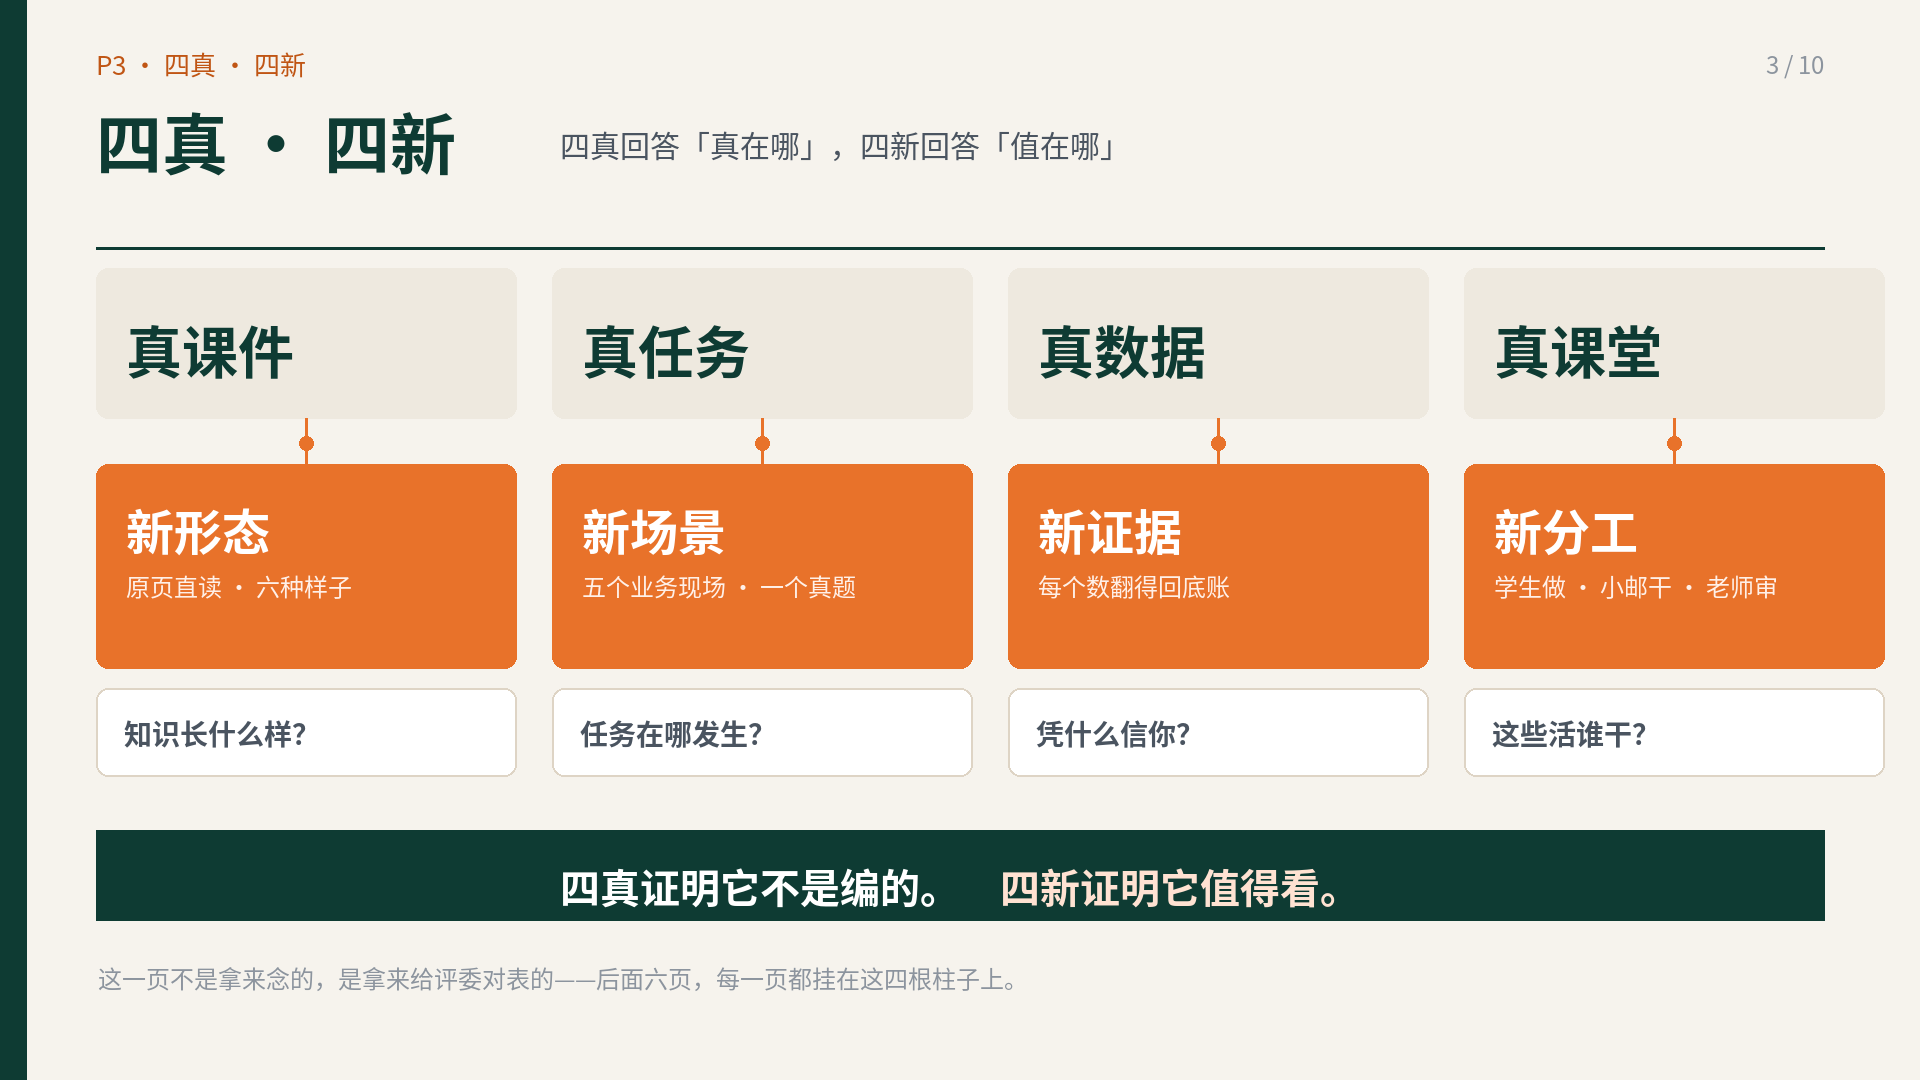 P3 · 四真 · 四新
3 / 10
四真 · 四新
四真回答「真在哪」，四新回答「值在哪」
真课件
真任务
真数据
真课堂
新形态
原页直读 · 六种样子
新场景
五个业务现场 · 一个真题
新证据
每个数翻得回底账
新分工
学生做 · 小邮干 · 老师审
知识长什么样？
任务在哪发生？
凭什么信你？
这些活谁干？
四真证明它不是编的。 四新证明它值得看。
这一页不是拿来念的，是拿来给评委对表的——后面六页，每一页都挂在这四根柱子上。